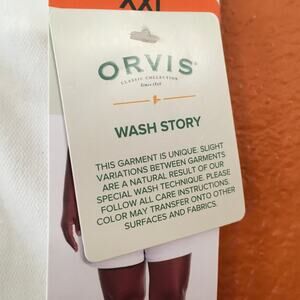 XXL
ORVIS
CLASSIC COLLECTION
Since 1856
WASH STORY
THIS GARMENT IS UNIQUE. SLIGHT
VARIATIONS BETWEEN GARMENTS
ARE A NATURAL RESULT OF OUR
SPECIAL WASH TECHNIQUE. PLEASE
FOLLOW ALL CARE INSTRUCTIONS.
COLOR MAY TRANSFER ONTO OTHER
SURFACES AND FABRICS.